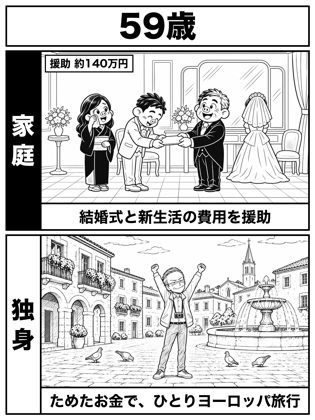 59歳
援助 約140万円
家庭
結婚式と新生活の費用を援助
独身
ためたお金で、ひとりヨーロッパ旅行